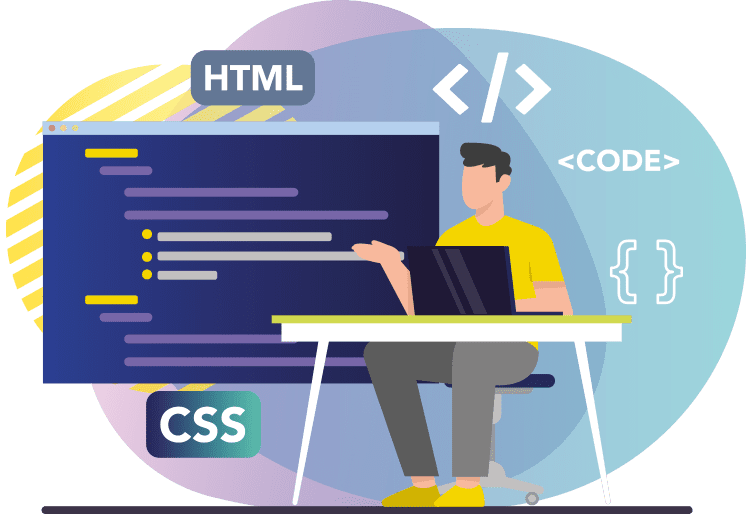 HTML
</>
<CODE>
{ }
CSS